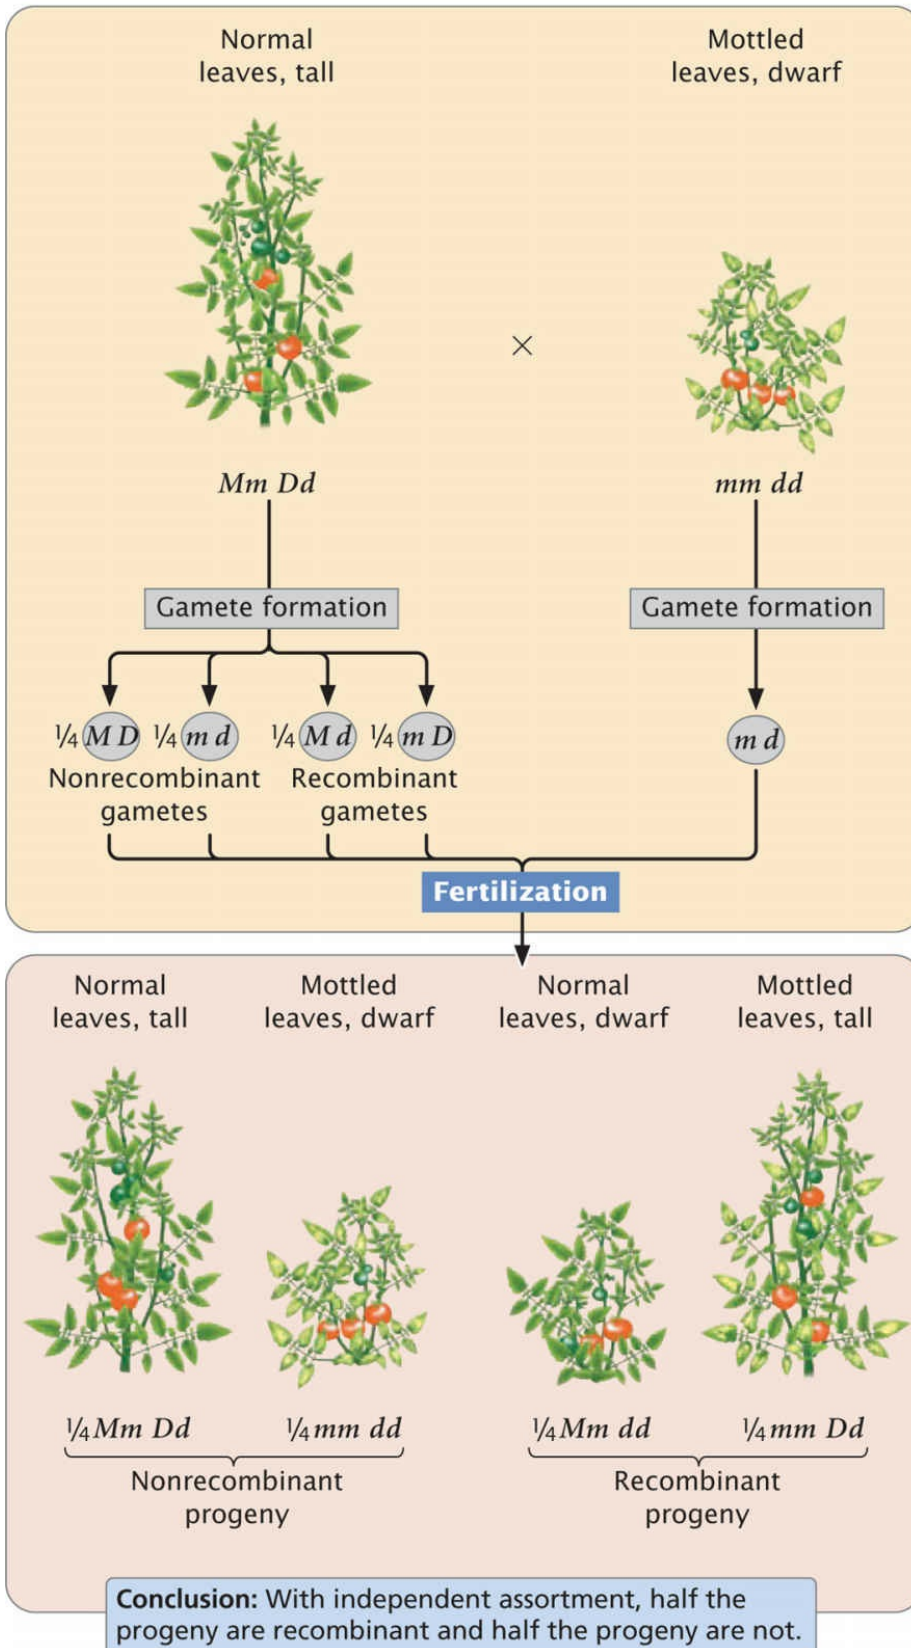 Normal
leaves, tall
Mottled
leaves, dwarf
×
Mm Dd
mm dd
Gamete formation
Gamete formation
¼ M D ¼ m d ¼ M d ¼ m D
m d
Nonrecombinant
gametes
Recombinant
gametes
Fertilization
Normal
leaves, tall
Mottled
leaves, dwarf
Normal
leaves, dwarf
Mottled
leaves, tall
¼ Mm Dd
¼ mm dd
¼ Mm dd
¼ mm Dd
Nonrecombinant
progeny
Recombinant
progeny
Conclusion: With independent assortment, half the
progeny are recombinant and half the progeny are not.